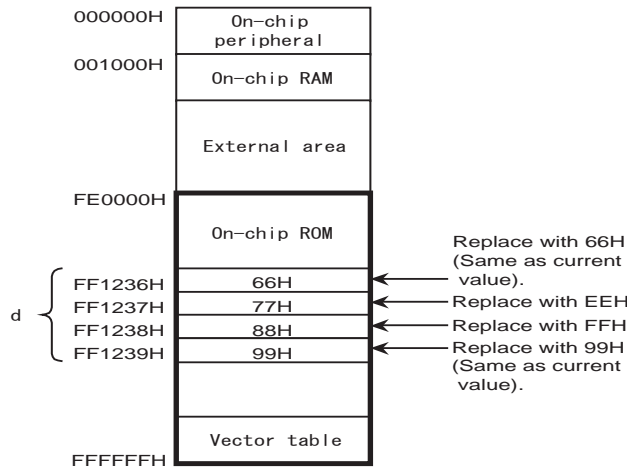 000000H
On-chip
peripheral
001000H
On-chip RAM
External area
FE0000H
On-chip ROM
Replace with 66H
(Same as current
value).
FF1236H
66H
FF1237H
77H
Replace with EEH
d
FF1238H
88H
Replace with FFH
FF1239H
99H
Replace with 99H
(Same as current
value).
Vector table
FFFFFFH